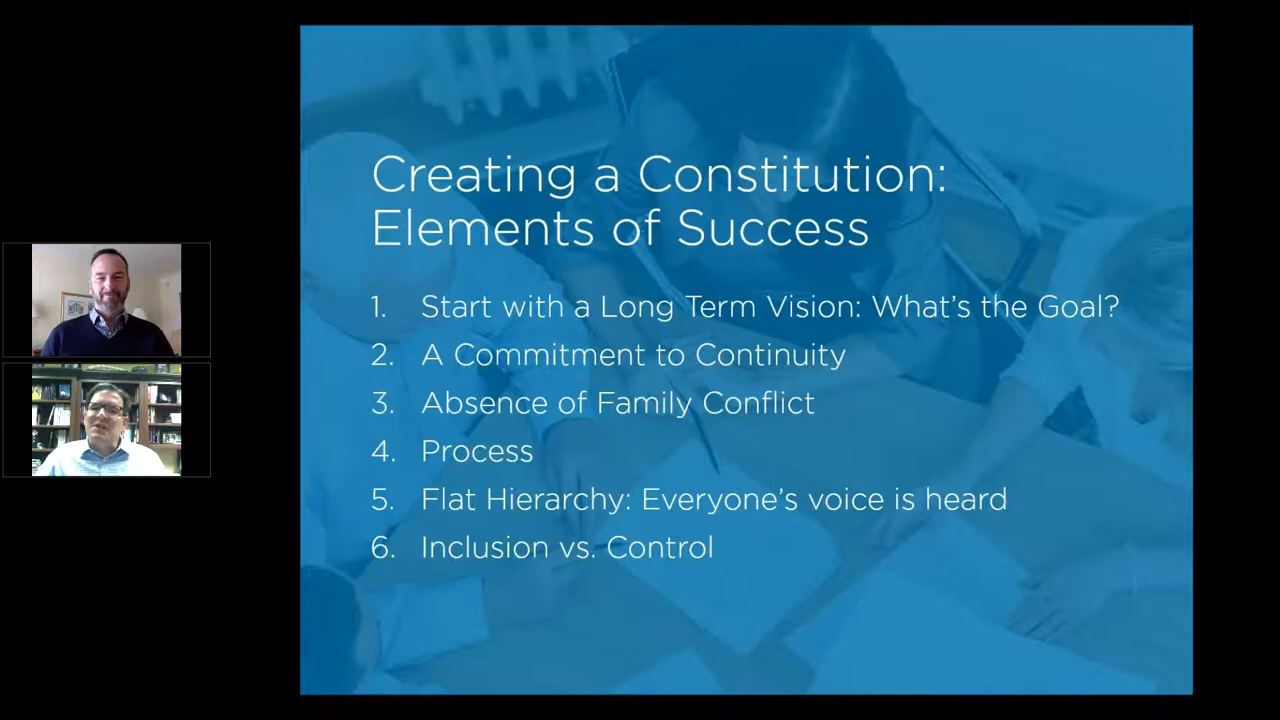 Creating a Constitution:
Elements of Success
1. Start with a Long Term Vision: What's the Goal?
2. A Commitment to Continuity
3. Absence of Family Conflict
4. Process
5. Flat Hierarchy: Everyone's voice is heard
6. Inclusion vs. Control